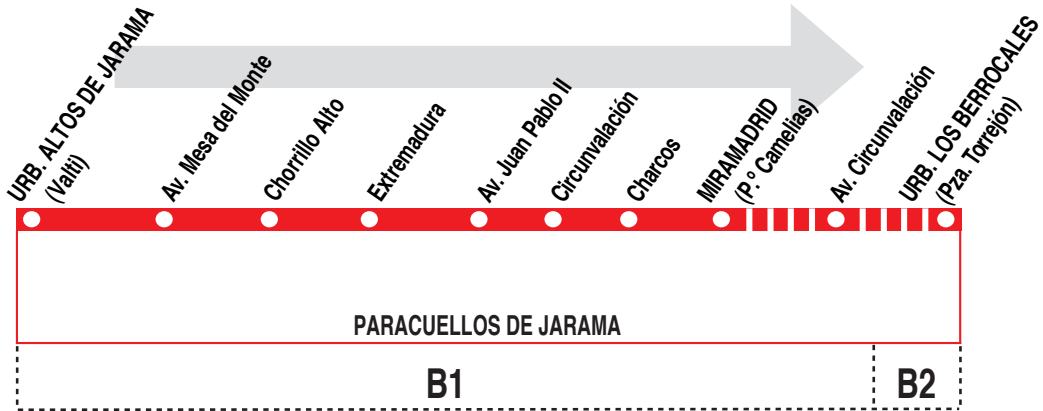 URB. ALTOS DE JARAMA
(Valti)
Av. Mesa del Monte
Chorrillo Alto
Extremadura
Av. Juan Pablo II
Circunvalación
Charcos
MIRAMADRID
(P.º Camelias)
Av. Circunvalación
URB. LOS BERROCALES
(Pza. Torrejón)
PARACUELLOS DE JARAMA
B1
B2